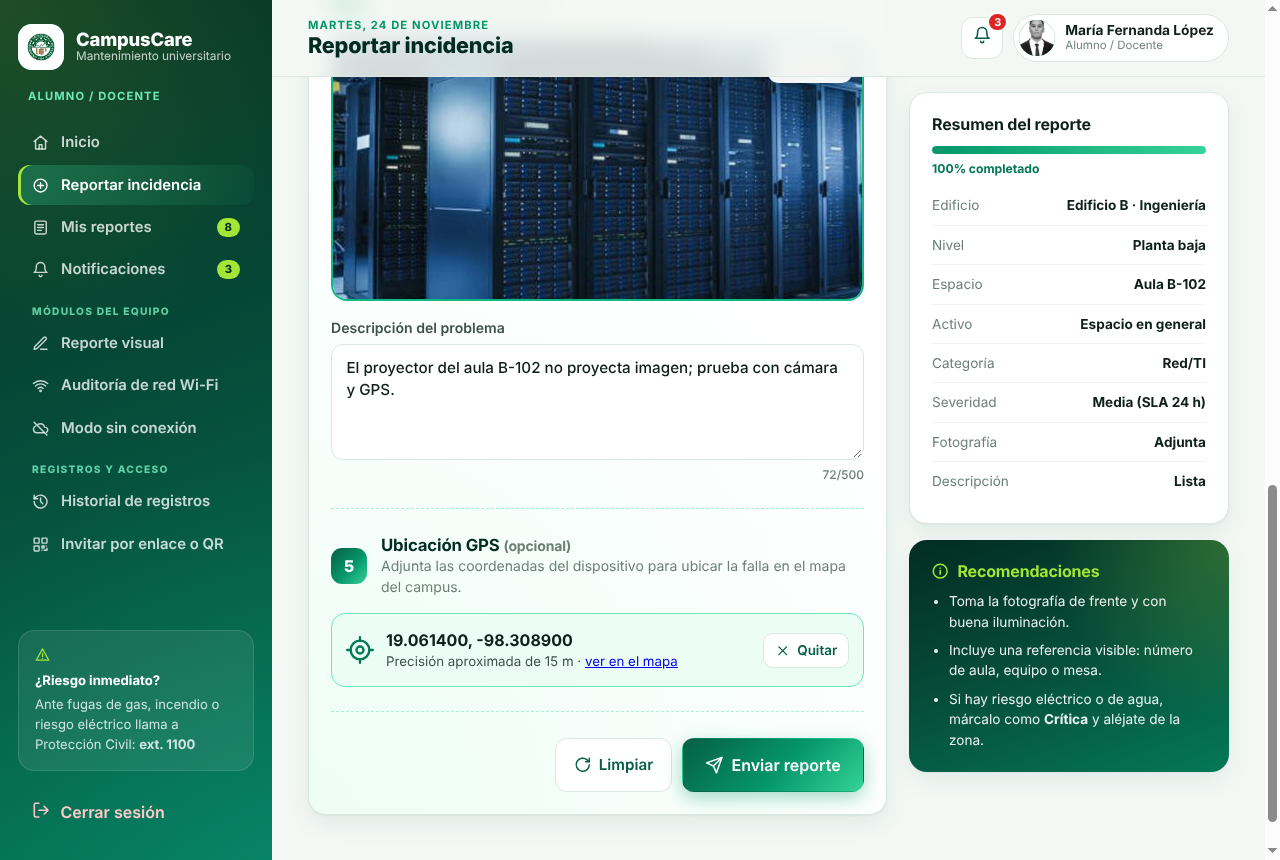 CampusCare
Mantenimiento universitario
ALUMNO / DOCENTE
Inicio
Reportar incidencia
Mis reportes 8
Notificaciones 3
MÓDULOS DEL EQUIPO
Reporte visual
Auditoría de red Wi-Fi
Modo sin conexión
REGISTROS Y ACCESO
Historial de registros
Invitar por enlace o QR
¿Riesgo inmediato?
Ante fugas de gas, incendio o
riesgo eléctrico llama a
Protección Civil: ext. 1100
Cerrar sesión
MARTES, 24 DE NOVIEMBRE
Reportar incidencia
3
María Fernanda López
Alumno / Docente
Descripción del problema
El proyector del aula B-102 no proyecta imagen; prueba con cámara
y GPS.
72/500
5
Ubicación GPS (opcional)
Adjunta las coordenadas del dispositivo para ubicar la falla en el mapa
del campus.
19.061400, -98.308900
Precisión aproximada de 15 m · ver en el mapa
Quitar
Limpiar
Enviar reporte
Resumen del reporte
100% completado
Edificio Edificio B · Ingeniería
Nivel Planta baja
Espacio Aula B-102
Activo Espacio en general
Categoría Red/TI
Severidad Media (SLA 24 h)
Fotografía Adjunta
Descripción Lista
Recomendaciones
• Toma la fotografía de frente y con
buena iluminación.
• Incluye una referencia visible: número
de aula, equipo o mesa.
• Si hay riesgo eléctrico o de agua,
márcalo como Crítica y aléjate de la
zona.